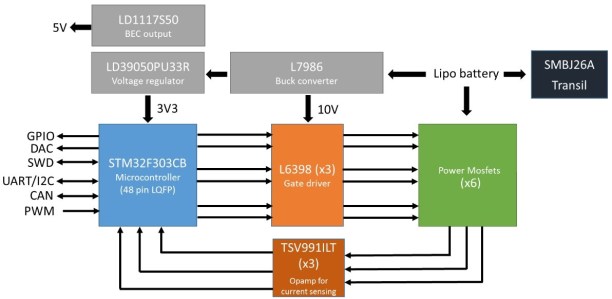 LD1117S50
BEC output
5V
LD39050PU33R
Voltage regulator
L7986
Buck converter
Lipo battery
SMBJ26A
Transil
3V3
10V
GPIO
DAC
SWD
UART/I2C
CAN
PWM
STM32F303CB
Microcontroller
(48 pin LQFP)
L6398 (x3)
Gate driver
Power Mosfets
(x6)
TSV991ILT
(x3)
Opamp for
current sensing